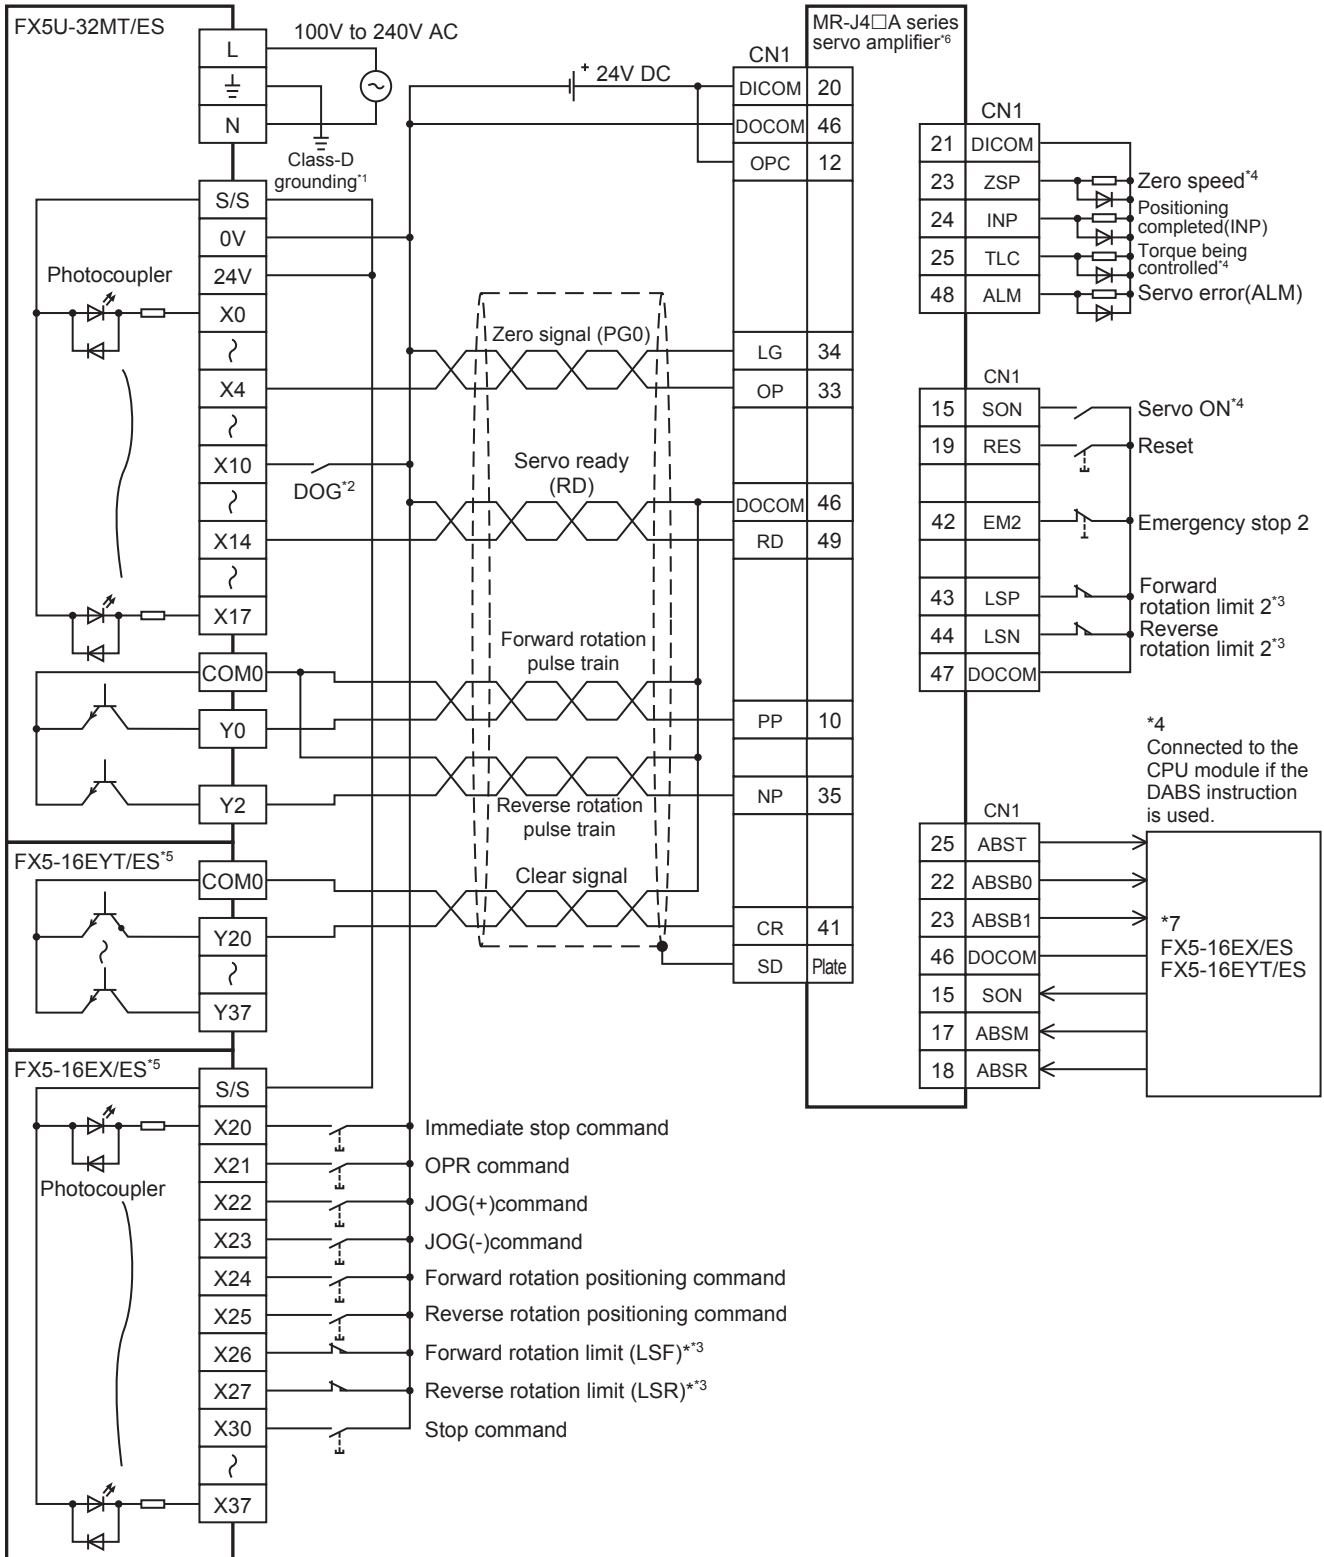 FX5U-32MT/ES
L
N
100V to 240V AC
Class-D
grounding*1
S/S
0V
24V
X0
X4
X10
X14
X17
COM0
Y0
Y2
Photocoupler
DOG*2
+ 24V DC
Zero signal (PG0)
Servo ready
(RD)
Forward rotation
pulse train
Reverse rotation
pulse train
Clear signal
FX5-16EYT/ES*5
COM0
Y20
Y37
FX5-16EX/ES*5
S/S
Photocoupler
X20 Immediate stop command
X21 OPR command
X22 JOG(+)command
X23 JOG(-)command
X24 Forward rotation positioning command
X25 Reverse rotation positioning command
X26 Forward rotation limit (LSF)**3
X27 Reverse rotation limit (LSR)**3
X30 Stop command
X37
MR-J4□A series
servo amplifier*6
CN1
DICOM 20
DOCOM 46
OPC 12
LG 34
OP 33
DOCOM 46
RD 49
PP 10
NP 35
CR 41
SD Plate
CN1
21 DICOM
23 ZSP Zero speed*4
24 INP Positioning
completed(INP)
25 TLC Torque being
controlled*4
48 ALM Servo error(ALM)
CN1
15 SON Servo ON*4
19 RES Reset
42 EM2 Emergency stop 2
43 LSP Forward
rotation limit 2*3
44 LSN Reverse
rotation limit 2*3
47 DOCOM
*4
Connected to the
CPU module if the
DABS instruction
is used.
CN1
25 ABST
22 ABSB0
23 ABSB1
46 DOCOM
15 SON
17 ABSM
18 ABSR
*7
FX5-16EX/ES
FX5-16EYT/ES